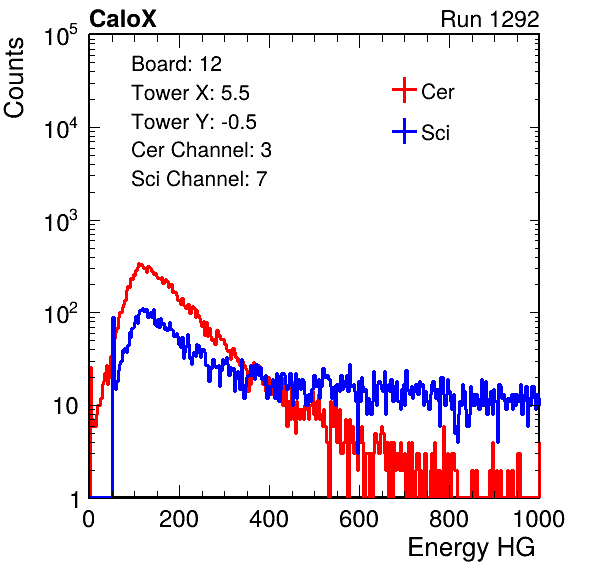 CaloX Run 1292
Counts
10^5
10^4
10^3
10^2
10
1
Board: 12
Tower X: 5.5
Tower Y: -0.5
Cer Channel: 3
Sci Channel: 7
Cer
Sci
0 200 400 600 800 1000
Energy HG